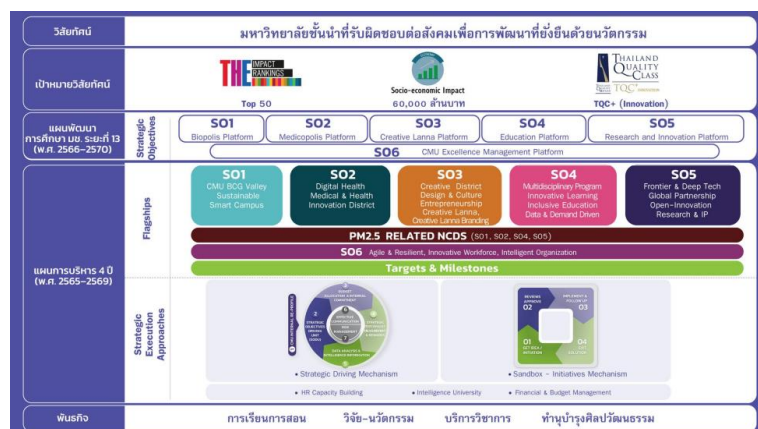 วิสัยทัศน์
มหาวิทยาลัยชั้นนำที่รับผิดชอบต่อสังคมเพื่อการพัฒนาที่ยั่งยืนด้วยนวัตกรรม
เป้าหมายวิสัยทัศน์
THE IMPACT RANKINGS
Top 50
Socio-economic Impact
60,000 ล้านบาท
THAILAND
QUALITY
CLASS
TQC+
TQC+ (Innovation)
แผนพัฒนา
การศึกษา มช. ระยะที่ 13
(พ.ศ. 2566-2570)
Strategic
Objectives
SO1
Biopolis Platform
SO2
Medicopolis Platform
SO3
Creative Lanna Platform
SO4
Education Platform
SO5
Research and Innovation Platform
SO6 CMU Excellence Management Platform
แผนการบริหาร 4 ปี
(พ.ศ. 2565-2569)
Flagships
SO1
CMU BCG Valley
Sustainable
Smart Campus
SO2
Digital Health
Medical & Health
Innovation District
SO3
Creative District
Design & Culture
Entrepreneurship
Creative Lanna,
Creative Lanna Branding
SO4
Multidisciplinary Program
Innovative Learning
Inclusive Education
Data & Demand Driven
SO5
Frontier & Deep Tech
Global Partnership
Open-Innovation
Research & IP
PM2.5 RELATED NCDS (SO1, SO2, SO4, SO5)
SO6 Agile & Resilient, Innovative Workforce, Intelligent Organization
Targets & Milestones
Strategic
Execution
Approaches
• Strategic Driving Mechanism
02
03
01
04
• Sandbox - Initiatives Mechanism
• HR Capacity Building
• Intelligence University
• Financial & Budget Management
พันธกิจ
การเรียนการสอน
วิจัย-นวัตกรรม
บริการวิชาการ
ทำนุบำรุงศิลปวัฒนธรรม